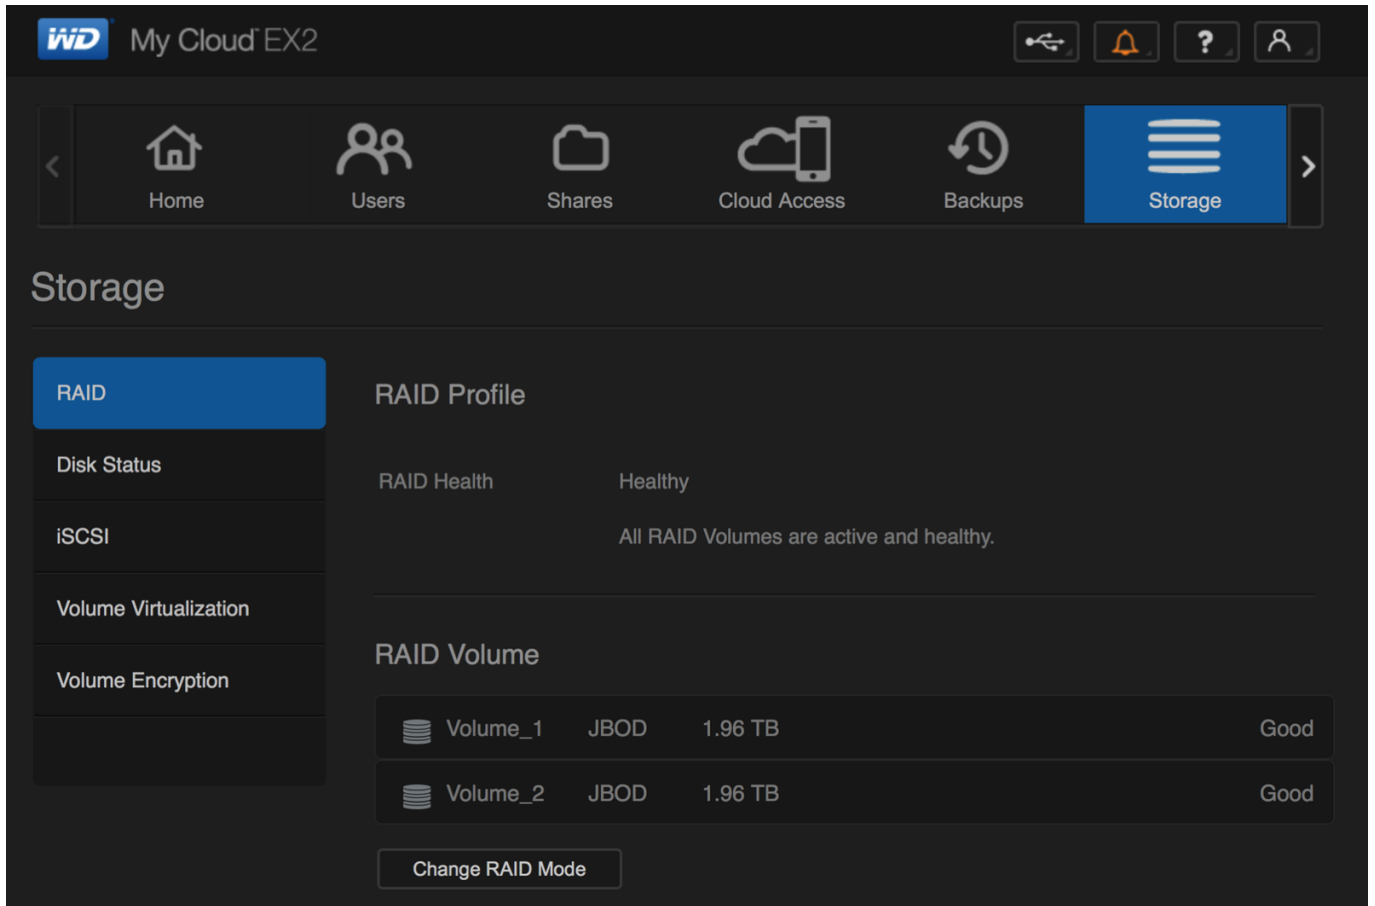 WD My Cloud™ EX2
?
Home Users Shares Cloud Access Backups Storage
Storage
RAID
Disk Status
iSCSI
Volume Virtualization
Volume Encryption
RAID Profile
RAID Health Healthy
All RAID Volumes are active and healthy.
RAID Volume
Volume_1 JBOD 1.96 TB Good
Volume_2 JBOD 1.96 TB Good
Change RAID Mode